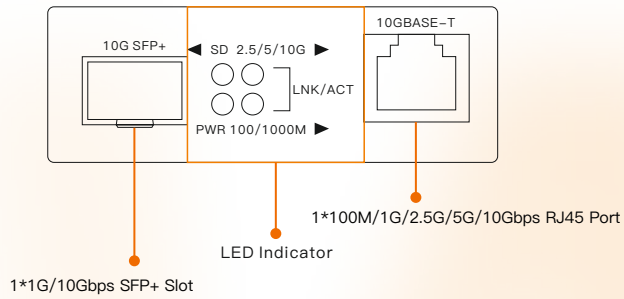 10GBASE-T
10G SFP+
◀ SD 2.5/5/10G ▶
LNK/ACT
PWR 100/1000M ▶
1*100M/1G/2.5G/5G/10Gbps RJ45 Port
LED Indicator
1*1G/10Gbps SFP+ Slot